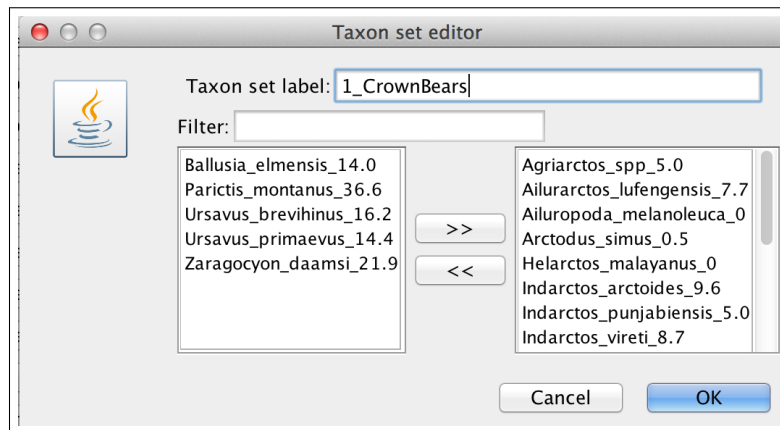 Taxon set editor
Taxon set label: 1_CrownBears
Filter:
Ballusia_elmensis_14.0
Parictis_montanus_36.6
Ursavus_brevihinus_16.2
Ursavus_primaevus_14.4
Zaragocyon_daamsi_21.9
>>
<<
Agriarctos_spp_5.0
Ailurarctos_lufengensis_7.7
Ailuropoda_melanoleuca_0
Arctodus_simus_0.5
Helarctos_malayanus_0
Indarctos_arctoides_9.6
Indarctos_punjabiensis_5.0
Indarctos_vireti_8.7
Cancel
OK